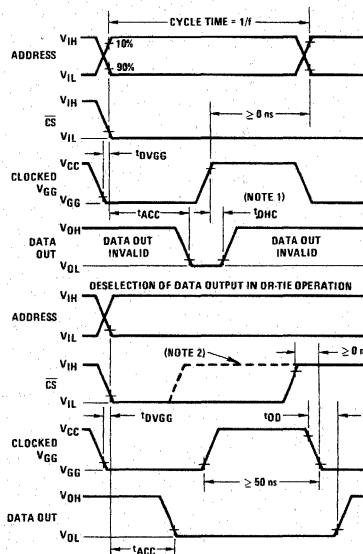 CYCLE TIME = 1/f
VIH
10%
ADDRESS
90%
VIL
VIH
≥ 0 ns
CS
VIL
tDVGG
VCC
CLOCKED
VGG
VGG
(NOTE 1)
tACC
tOHC
VOH
DATA
OUT
DATA OUT
INVALID
DATA OUT
INVALID
VOL
DESELECTION OF DATA OUTPUT IN OR-TIE OPERATION
VIH
ADDRESS
VIL
(NOTE 2)
≥ 0 ns
VIH
CS
VIL
tDVGG
tOD
VCC
CLOCKED
VGG
VGG
≥ 50 ns
VOH
DATA OUT
VOL
tACC